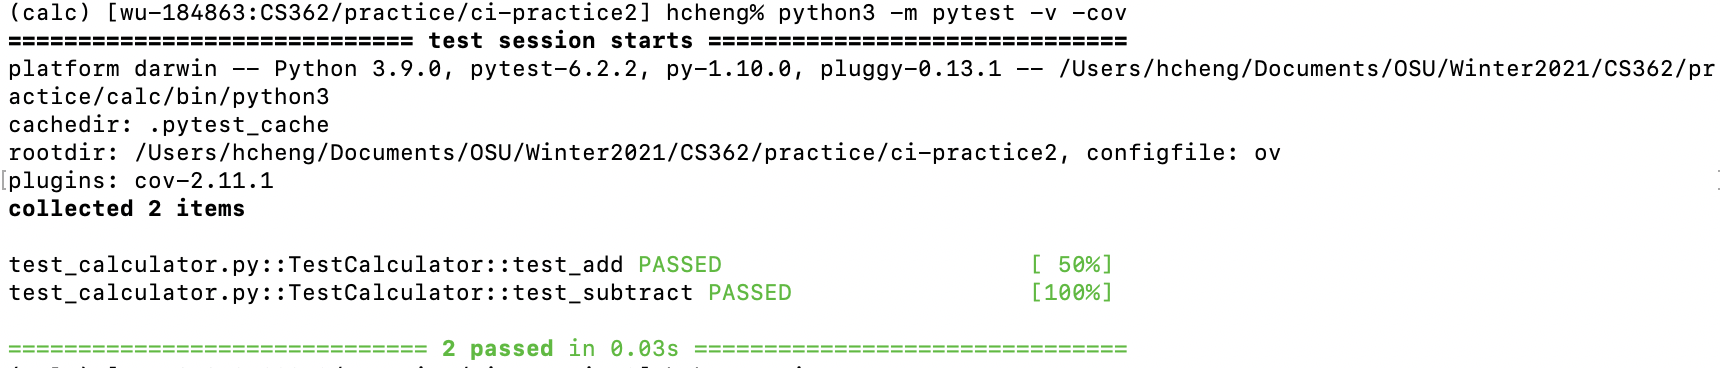 (calc) [wu-184863:CS362/practice/ci-practice2] hcheng% python3 -m pytest -v -cov
============================= test session starts ==============================
platform darwin -- Python 3.9.0, pytest-6.2.2, py-1.10.0, pluggy-0.13.1 -- /Users/hcheng/Documents/OSU/Winter2021/CS362/pr
actice/calc/bin/python3
cachedir: .pytest_cache
rootdir: /Users/hcheng/Documents/OSU/Winter2021/CS362/practice/ci-practice2, configfile: ov
[plugins: cov-2.11.1 ]
collected 2 items
test_calculator.py::TestCalculator::test_add PASSED [ 50%]
test_calculator.py::TestCalculator::test_subtract PASSED [100%]
============================== 2 passed in 0.03s ===============================